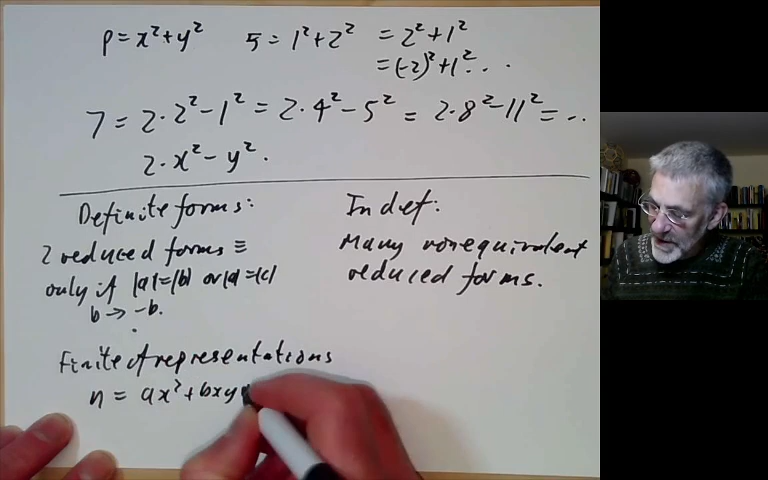 p = x² + y²   5 = 1² + 2²   = 2² + 1²
= (-2)² + 1² ...
7 = 2·2² - 1² = 2·4² - 5² = 2·8² - 11² = ...
2·x² - y².
Definite forms:
2 reduced forms ≡
only if |a|=|b| or |a|=|c|
b → -b.
Finite # representations
n = ax² + bxy
Indef:
Many nonequivalent
reduced forms.